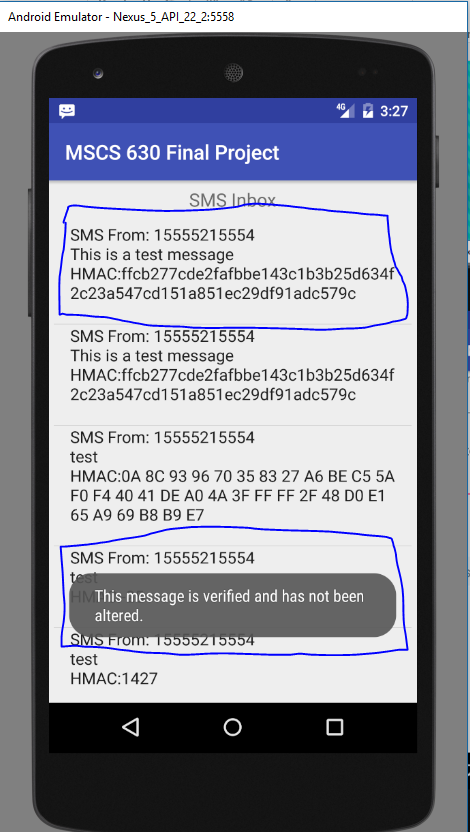 Android Emulator - Nexus_5_API_22_2:5558
4G
3:27
MSCS 630 Final Project
SMS Inbox
SMS From: 15555215554
This is a test message
HMAC:ffcb277cde2fafbbe143c1b3b25d634f
2c23a547cd151a851ec29df91adc579c
SMS From: 15555215554
This is a test message
HMAC:ffcb277cde2fafbbe143c1b3b25d634f
2c23a547cd151a851ec29df91adc579c
SMS From: 15555215554
test
HMAC:0A 8C 93 96 70 35 83 27 A6 BE C5 5A
F0 F4 40 41 DE A0 4A 3F FF FF 2F 48 D0 E1
65 A9 69 B8 B9 E7
SMS From: 15555215554
test
This message is verified and has not been
altered.
SMS From: 15555215554
test
HMAC:1427